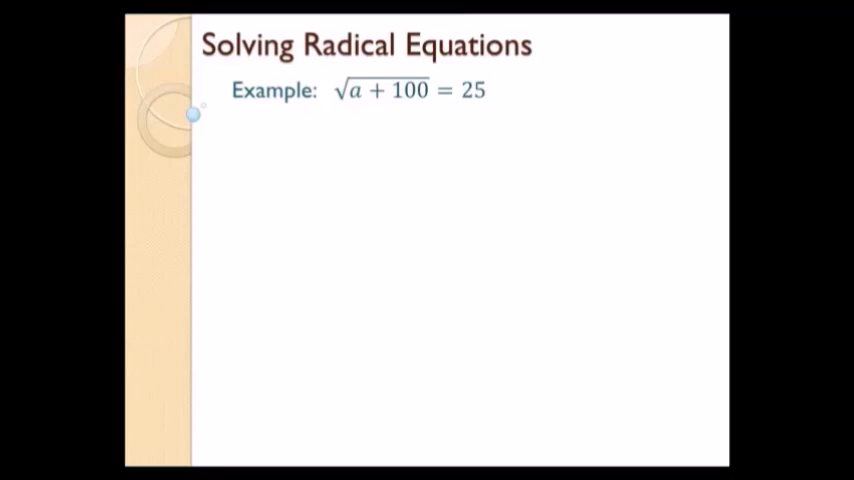 Solving Radical Equations
Example: √a + 100 = 25